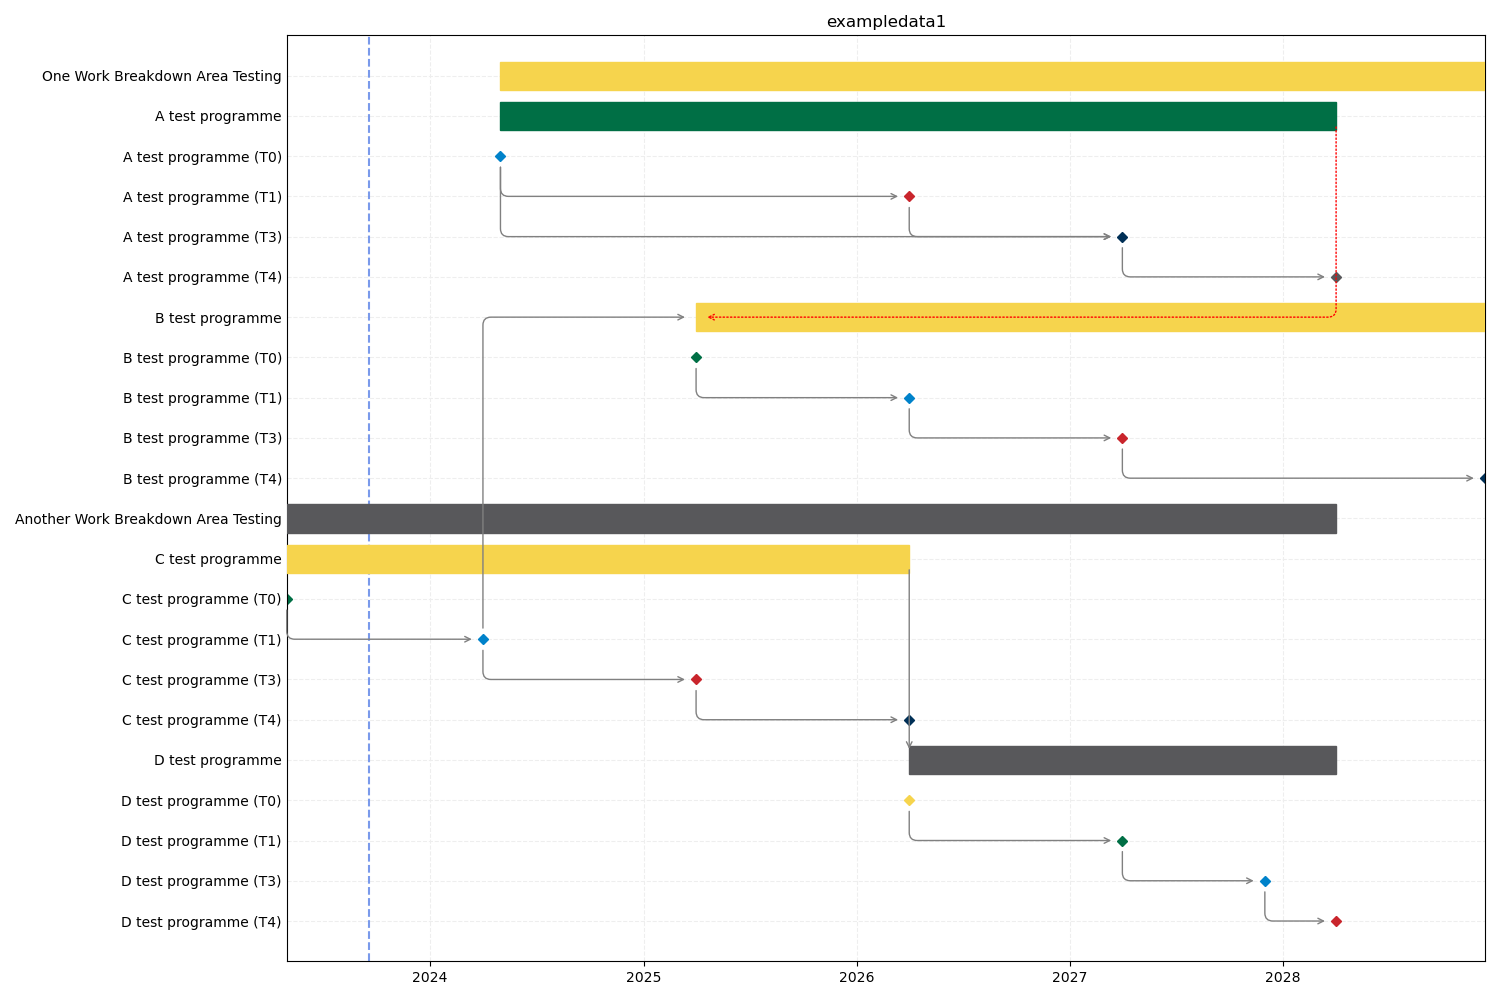 exampledata1
One Work Breakdown Area Testing
A test programme
A test programme (T0)
A test programme (T1)
A test programme (T3)
A test programme (T4)
B test programme
B test programme (T0)
B test programme (T1)
B test programme (T3)
B test programme (T4)
Another Work Breakdown Area Testing
C test programme
C test programme (T0)
C test programme (T1)
C test programme (T3)
C test programme (T4)
D test programme
D test programme (T0)
D test programme (T1)
D test programme (T3)
D test programme (T4)
2024 2025 2026 2027 2028